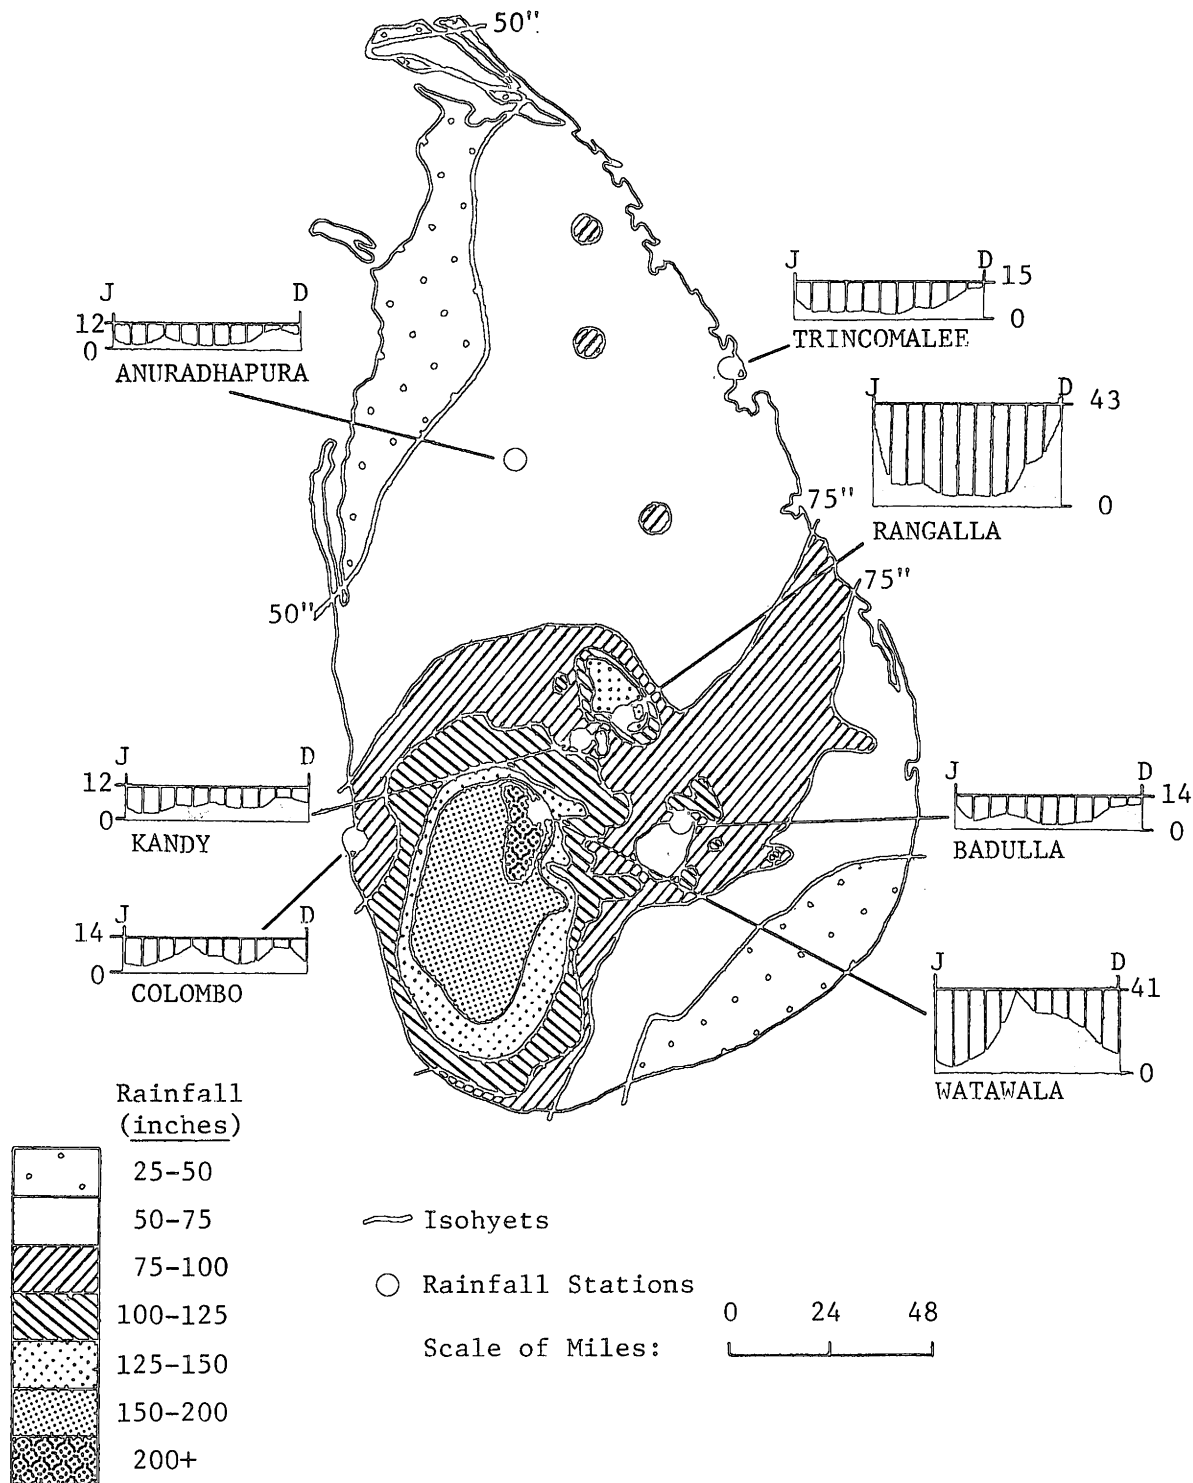 50"
J D
15
0
TRINCOMALEE
J D
12
0
ANURADHAPURA
J D
43
0
RANGALLA
75"
75"
50"
J D
12
0
KANDY
J D
14
0
BADULLA
J D
14
0
COLOMBO
J D
41
0
WATAWALA
Rainfall
(inches)
25-50
50-75
75-100
100-125
125-150
150-200
200+
Isohyets
Rainfall Stations
0 24 48
Scale of Miles: